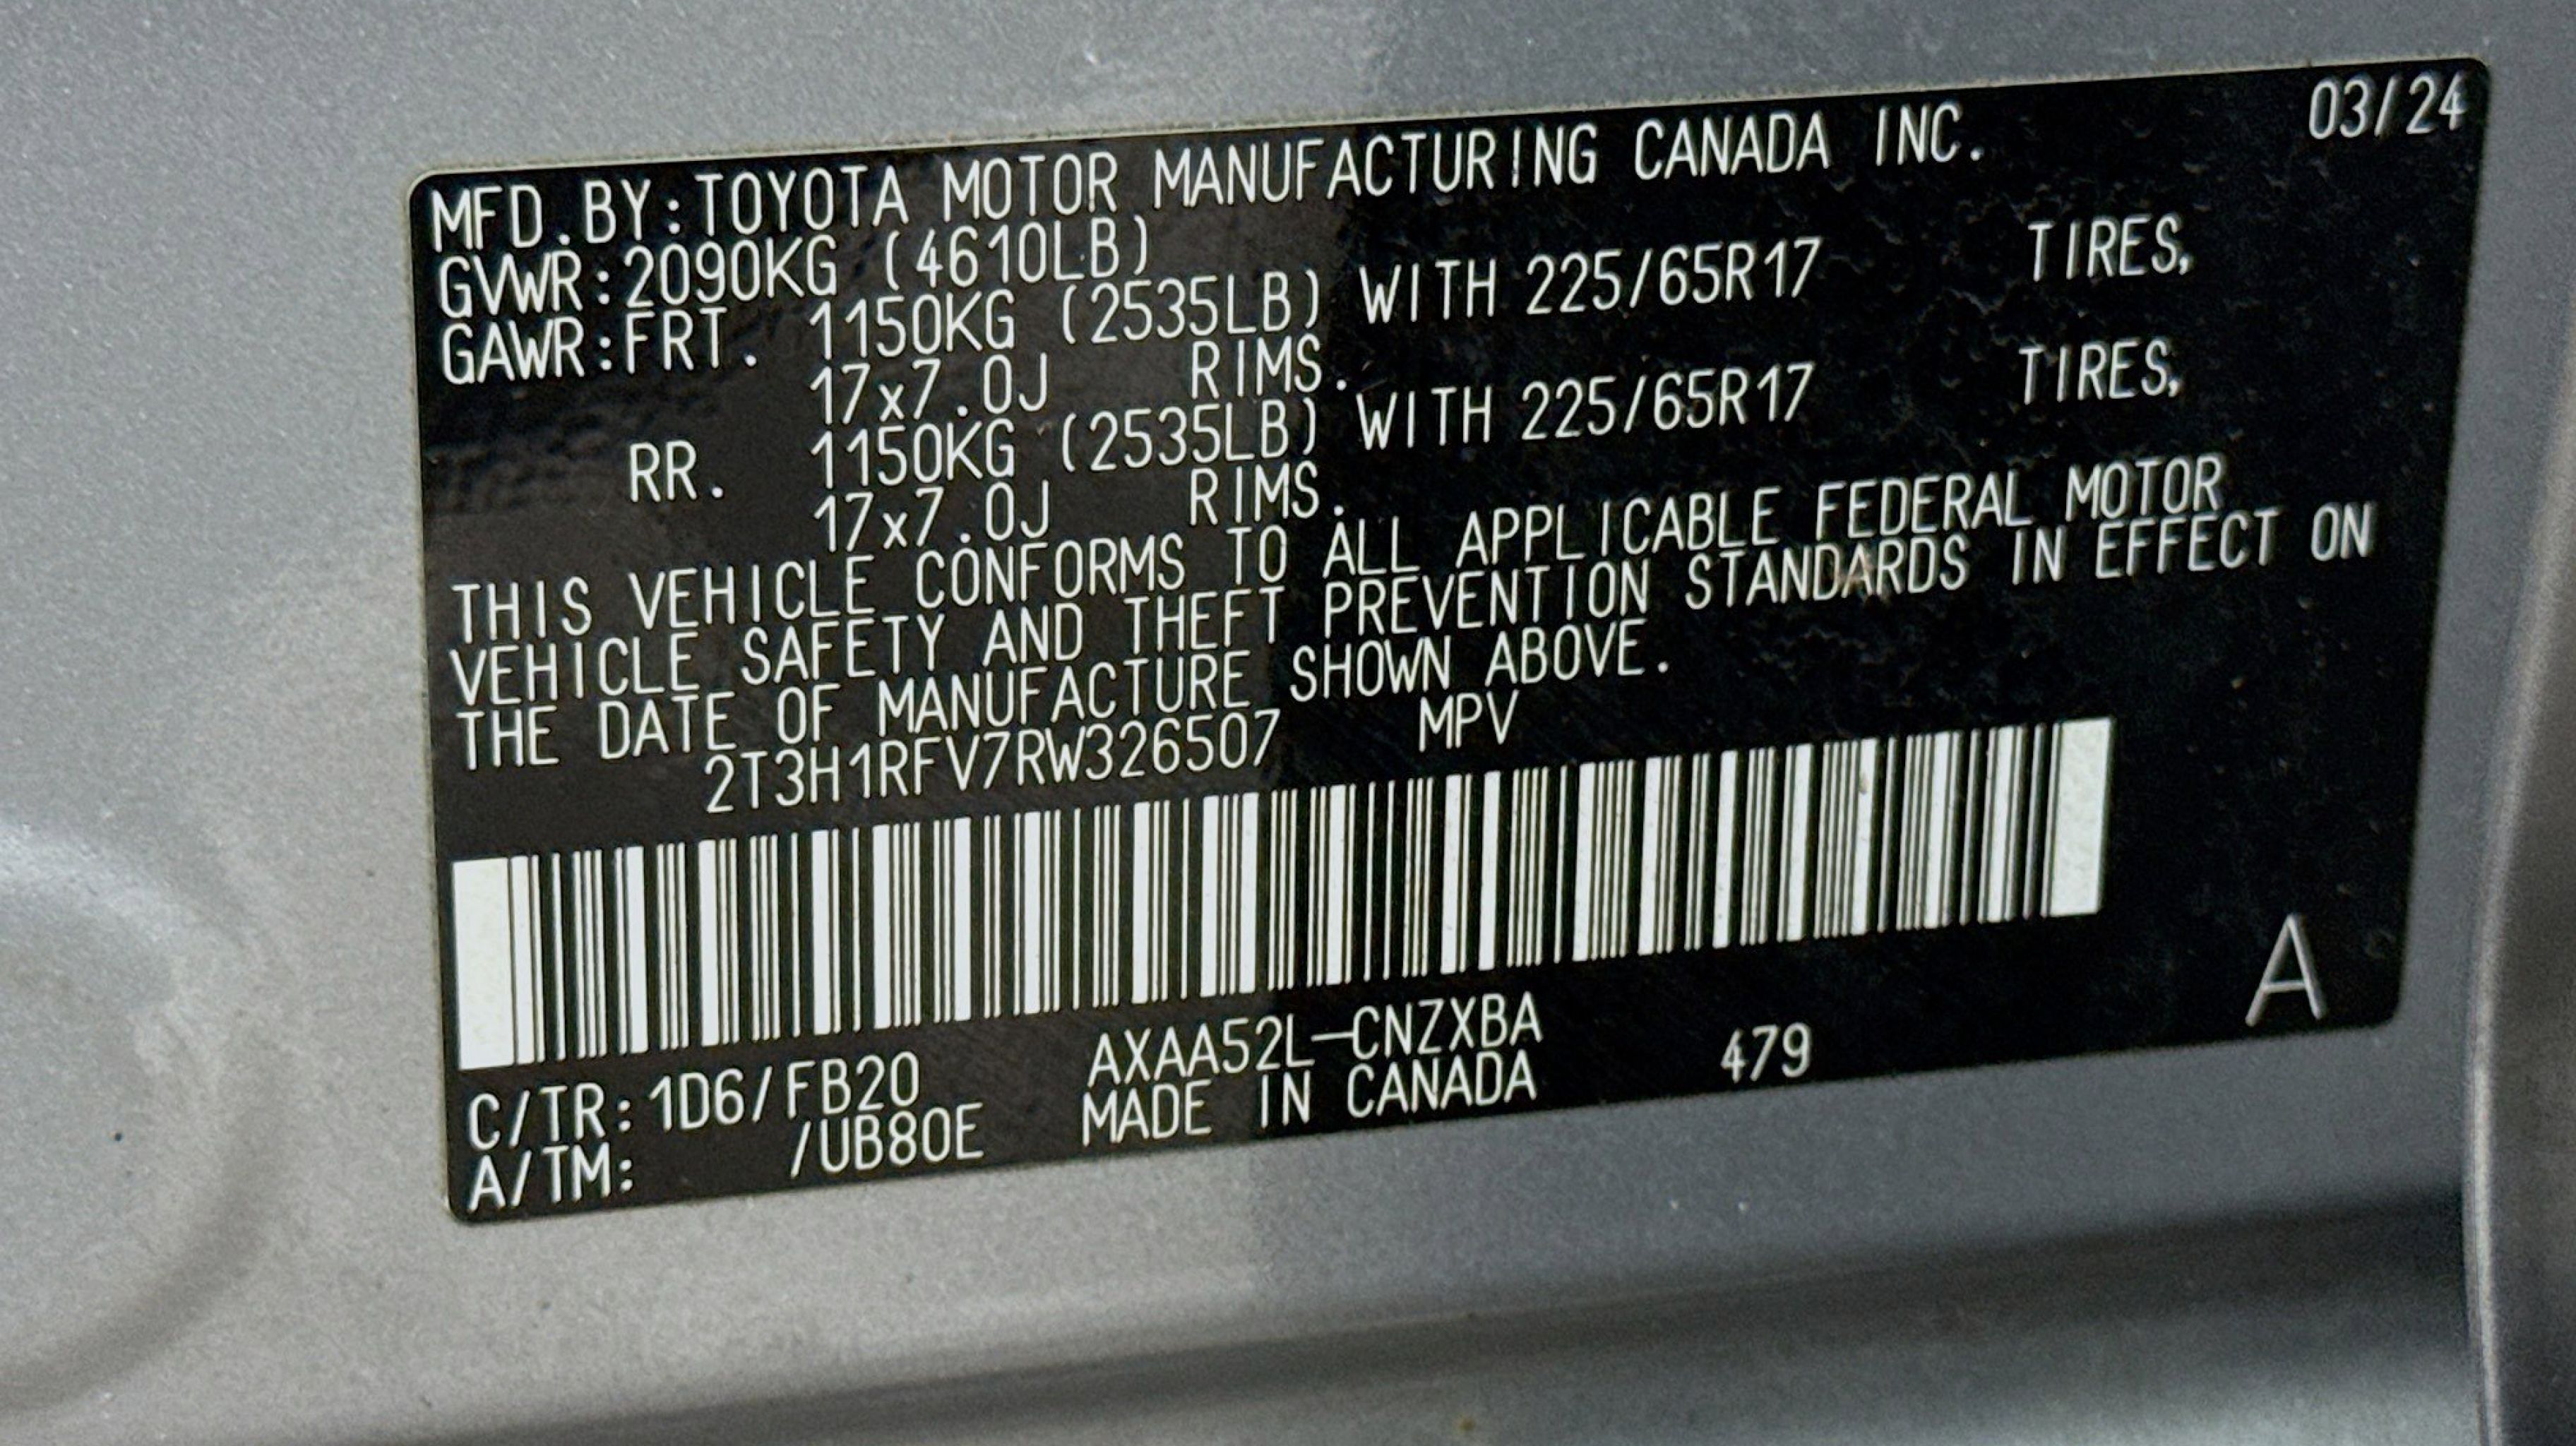 03/24
MFD.BY:TOYOTA MOTOR MANUFACTURING CANADA INC.
GVWR:2090KG (4610LB)
GAWR:FRT. 1150KG (2535LB) WITH 225/65R17 TIRES,
17x7.0J RIMS.
RR. 1150KG (2535LB) WITH 225/65R17 TIRES,
17x7.0J RIMS.
THIS VEHICLE CONFORMS TO ALL APPLICABLE FEDERAL MOTOR
VEHICLE SAFETY AND THEFT PREVENTION STANDARDS IN EFFECT ON
THE DATE OF MANUFACTURE SHOWN ABOVE.
2T3H1RFV7RW326507 MPV
C/TR:1D6/FB20 AXAA52L-CNZXBA
A/TM: /UB80E MADE IN CANADA 479
A